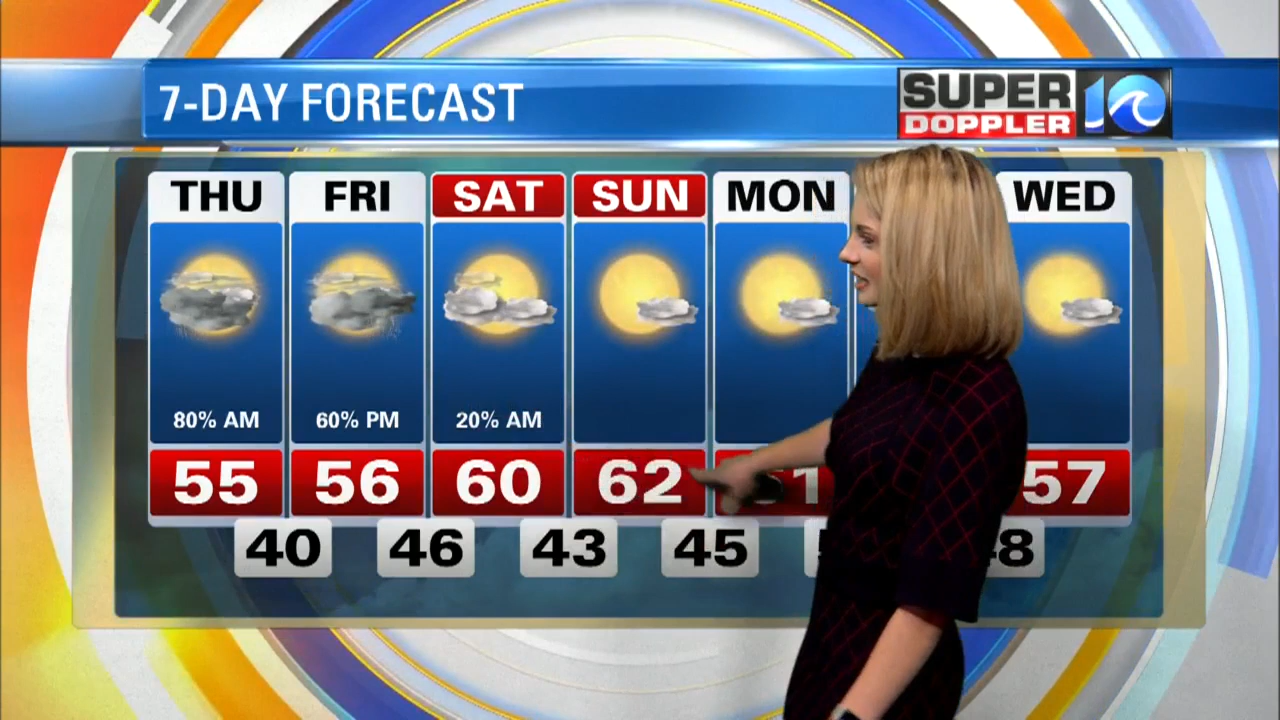 7-DAY FORECAST
SUPER
DOPPLER 10
THU FRI SAT SUN MON WED
80% AM 60% PM 20% AM
55 56 60 62 57
40 46 43 45